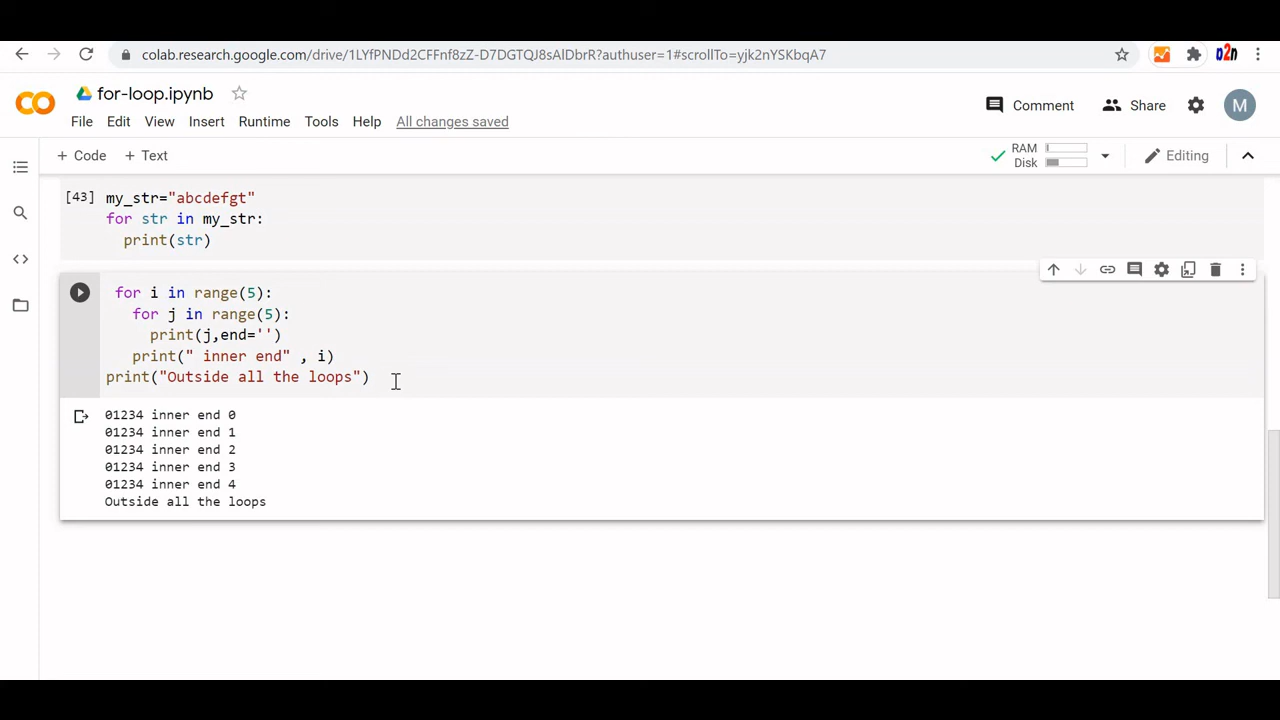 colab.research.google.com/drive/1LYfPNDd2CFFnf8zZ-D7DGTQJ8sAlDbrR?authuser=1#scrollTo=yjk2nYSKbqA7
for-loop.ipynb
Comment
Share
M
File Edit View Insert Runtime Tools Help All changes saved
+ Code + Text
RAM
Disk
Editing
[43] my_str="abcdefgt"
for str in my_str:
  print(str)
 for i in range(5):
   for j in range(5):
     print(j,end='')
   print(" inner end" , i)
print("Outside all the loops")
01234 inner end 0
01234 inner end 1
01234 inner end 2
01234 inner end 3
01234 inner end 4
Outside all the loops